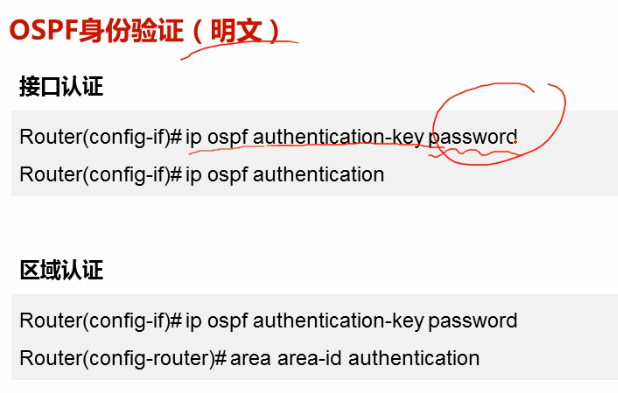 OSPF身份验证（明文）
接口认证
Router(config-if)# ip ospf authentication-key password
Router(config-if)# ip ospf authentication
区域认证
Router(config-if)# ip ospf authentication-key password
Router(config-router)# area area-id authentication